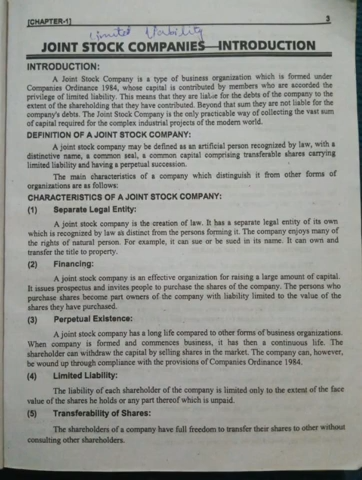 [CHAPTER-1] 3
Limited Liability
JOINT STOCK COMPANIES—INTRODUCTION
INTRODUCTION:
A Joint Stock Company is a type of business organization which is formed under
Companies Ordinance 1984, whose capital is contributed by members who are accorded the
privilege of limited liability. This means that they are liable for the debts of the company to the
extent of the shareholding that they have contributed. Beyond that sum they are not liable for the
company's debts. The Joint Stock Company is the only practicable way of collecting the vast sum
of capital required for the complex industrial projects of the modern world.
DEFINITION OF A JOINT STOCK COMPANY:
A joint stock company may be defined as an artificial person recognized by law, with a
distinctive name, a common seal, a common capital comprising transferable shares carrying
limited liability and having a perpetual succession.
The main characteristics of a company which distinguish it from other forms of
organizations are as follows:
CHARACTERISTICS OF A JOINT STOCK COMPANY:
(1) Separate Legal Entity:
A joint stock company is the creation of law. It has a separate legal entity of its own
which is recognized by law as distinct from the persons forming it. The company enjoys many of
the rights of natural person. For example, it can sue or be sued in its name. It can own and
transfer the title to property.
(2) Financing:
A joint stock company is an effective organization for raising a large amount of capital.
It issues prospectus and invites people to purchase the shares of the company. The persons who
purchase shares become part owners of the company with liability limited to the value of the
shares they have purchased.
(3) Perpetual Existence:
A joint stock company has a long life compared to other forms of business organizations.
When company is formed and commences business, it has then a continuous life. The
shareholder can withdraw the capital by selling shares in the market. The company can, however,
be wound up through compliance with the provisions of Companies Ordinance 1984.
(4) Limited Liability:
The liability of each shareholder of the company is limited only to the extent of the face
value of the shares he holds or any part thereof which is unpaid.
(5) Transferability of Shares:
The shareholders of a company have full freedom to transfer their shares to other without
consulting other shareholders.